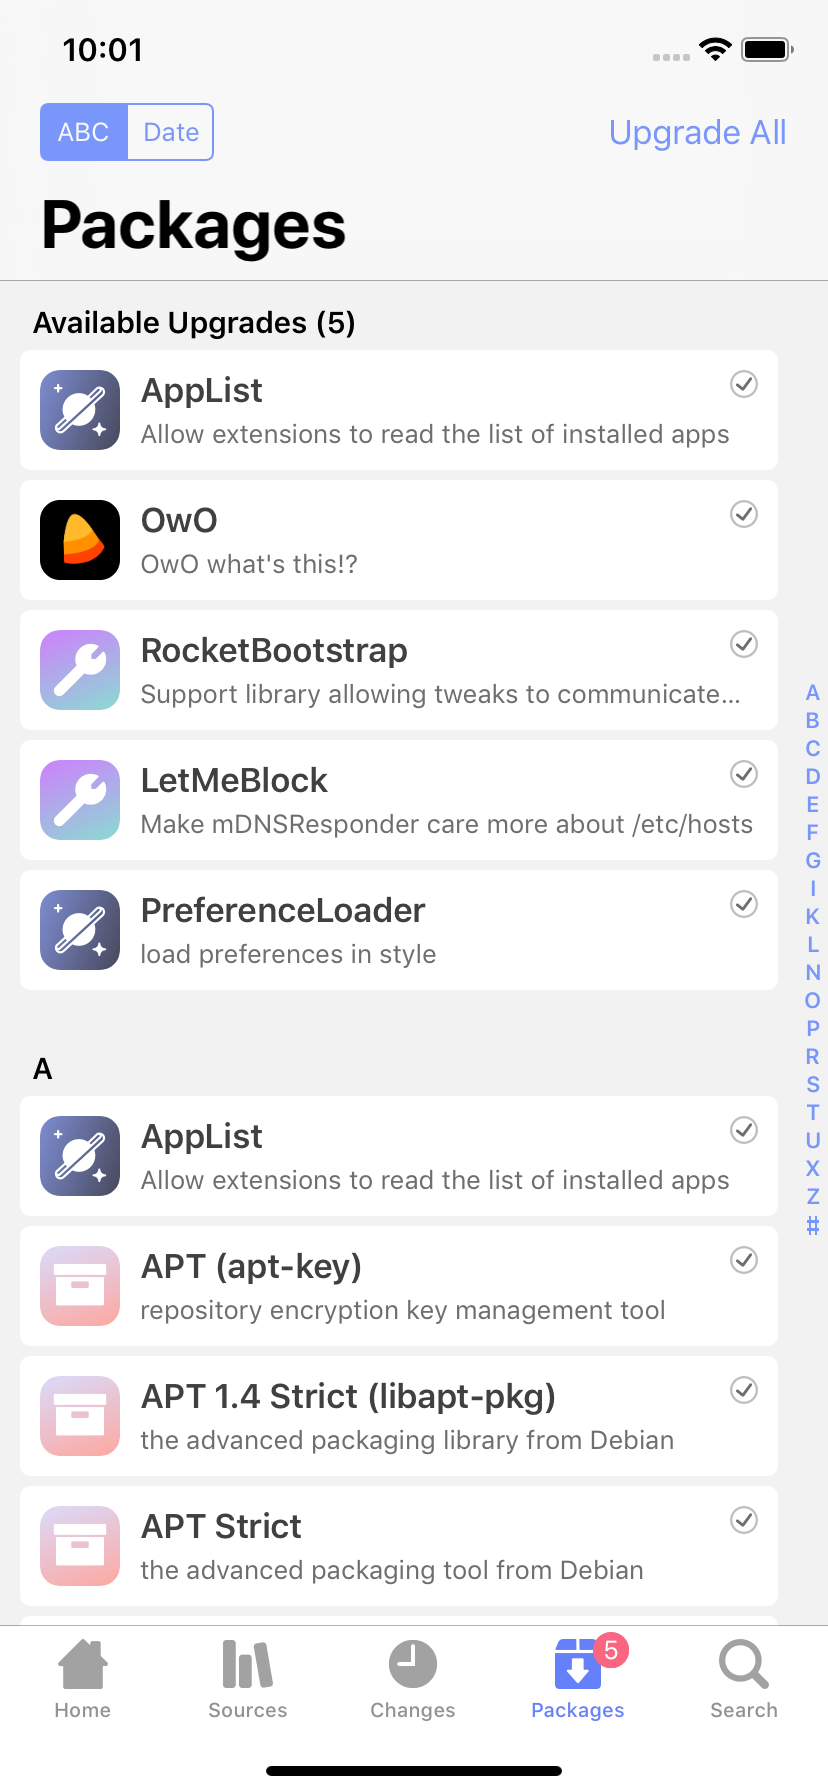 10:01
ABC Date Upgrade All
Packages
Available Upgrades (5)
AppList
Allow extensions to read the list of installed apps
OwO
OwO what's this!?
RocketBootstrap
Support library allowing tweaks to communicate...
LetMeBlock
Make mDNSResponder care more about /etc/hosts
PreferenceLoader
load preferences in style
A
AppList
Allow extensions to read the list of installed apps
APT (apt-key)
repository encryption key management tool
APT 1.4 Strict (libapt-pkg)
the advanced packaging library from Debian
APT Strict
the advanced packaging tool from Debian
A
B
C
D
E
F
G
I
K
L
N
O
P
R
S
T
U
X
Z
#
5
Home Sources Changes Packages Search